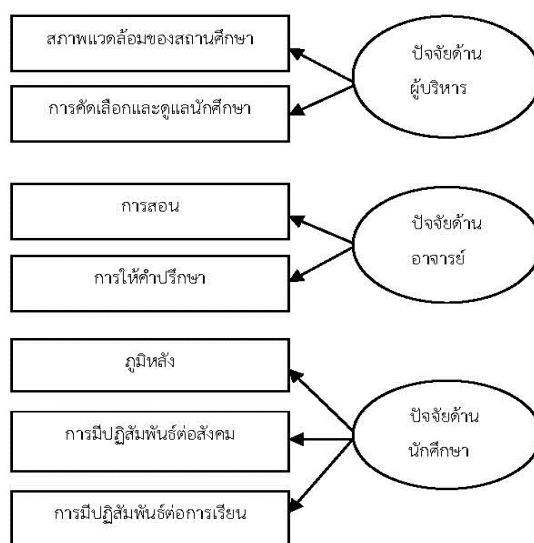 สภาพแวดล้อมของสถานศึกษา
การคัดเลือกและดูแลนักศึกษา
ปัจจัยด้าน
ผู้บริหาร
การสอน
การให้คำปรึกษา
ปัจจัยด้าน
อาจารย์
ภูมิหลัง
การมีปฏิสัมพันธ์ต่อสังคม
การมีปฏิสัมพันธ์ต่อการเรียน
ปัจจัยด้าน
นักศึกษา